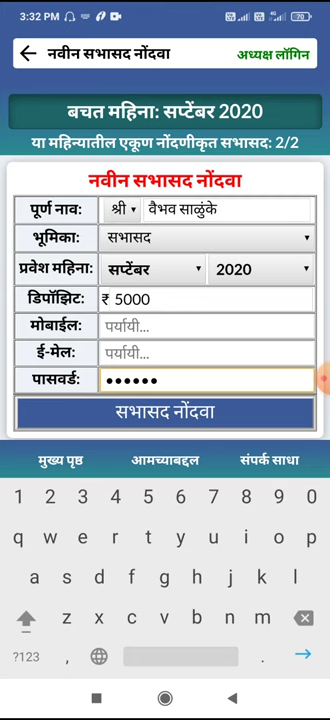 3:32 PM
70
नवीन सभासद नोंदवा
अध्यक्ष लॉगिन
बचत महिना: सप्टेंबर 2020
या महिन्यातील एकूण नोंदणीकृत सभासद: 2/2
नवीन सभासद नोंदवा
पूर्ण नाव: श्री वैभव साळुंके
भूमिका: सभासद
प्रवेश महिना: सप्टेंबर 2020
डिपॉझिट: ₹ 5000
मोबाईल: पर्यायी...
ई-मेल: पर्यायी...
पासवर्ड: ••••••
सभासद नोंदवा
मुख्य पृष्ठ आमच्याबद्दल संपर्क साधा
1 2 3 4 5 6 7 8 9 0
q w e r t y u i o p
a s d f g h j k l
z x c v b n m
?123 , .